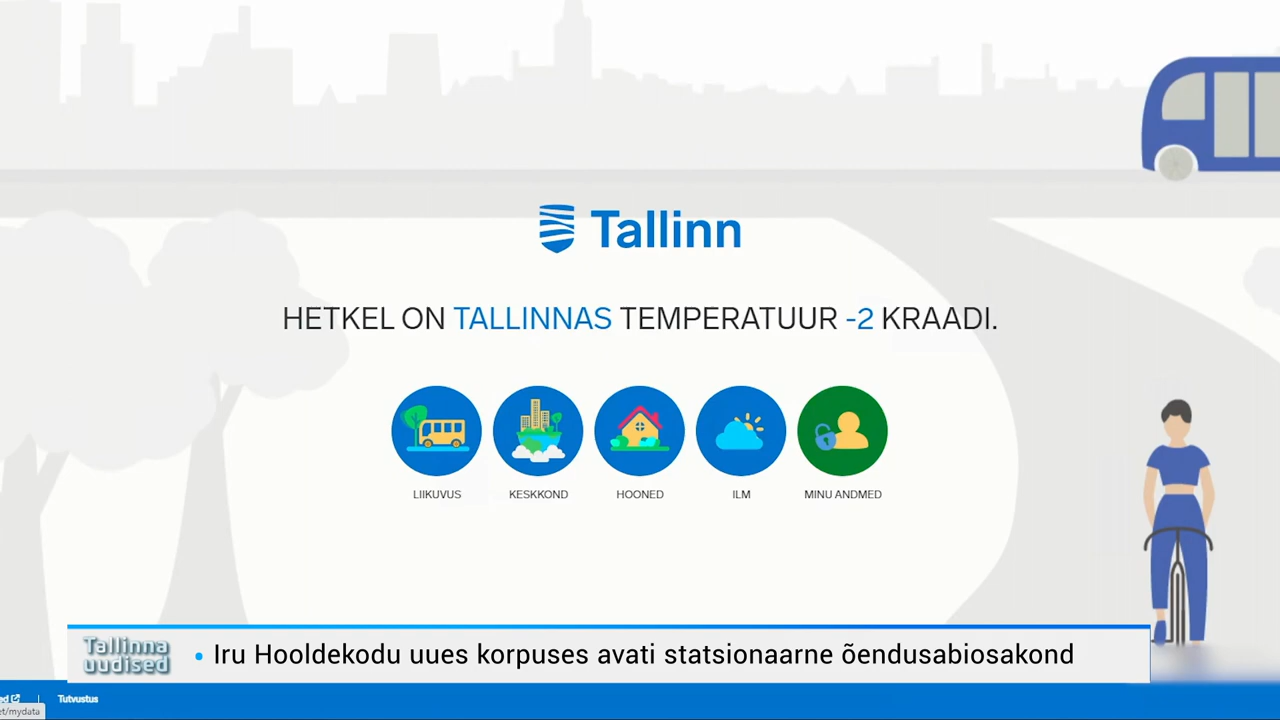 Tallinn
HETKEL ON TALLINNAS TEMPERATUUR -2 KRAADI.
LIIKUVUS
KESKKOND
HOONED
ILM
MINU ANDMED
Tallinna
uudised
• Iru Hooldekodu uues korpuses avati statsionaarne õendusabiosakond
Tutvustus
/mydata